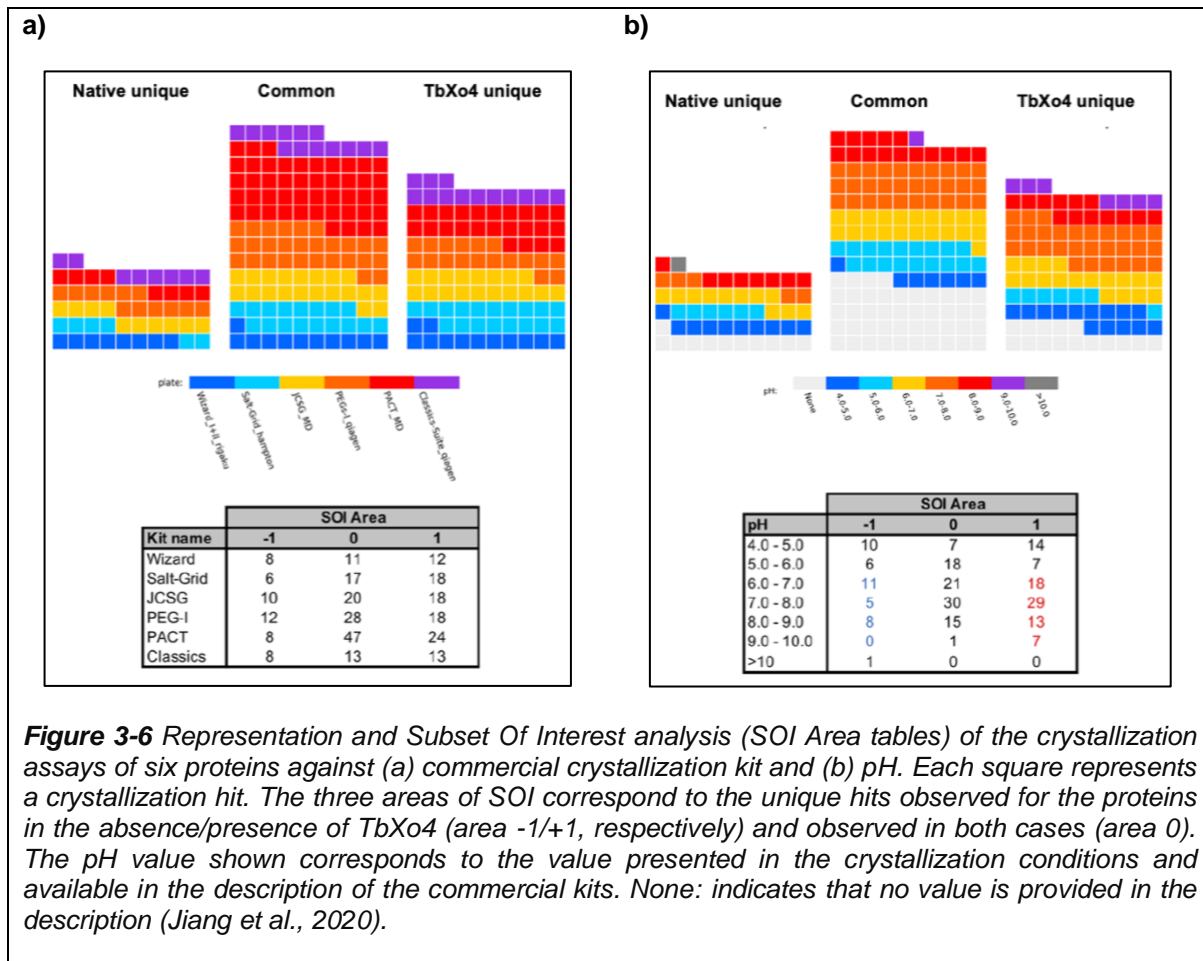 a)
b)
Native unique Common TbXo4 unique
Native unique Common TbXo4 unique
plate:
Wizard_I+II_rigaku
Salt-Grid_hampton
JCSG_MD
PEGs-I_qiagen
PACT_MD
Classics-Suite_qiagen
pH:
None
4.0-5.0
5.0-6.0
6.0-7.0
7.0-8.0
8.0-9.0
9.0-10.0
>10.0
SOI Area
Kit name -1 0 1
Wizard 8 11 12
Salt-Grid 6 17 18
JCSG 10 20 18
PEG-I 12 28 18
PACT 8 47 24
Classics 8 13 13
SOI Area
pH -1 0 1
4.0 - 5.0 10 7 14
5.0 - 6.0 6 18 7
6.0 - 7.0 11 21 18
7.0 - 8.0 5 30 29
8.0 - 9.0 8 15 13
9.0 - 10.0 0 1 7
>10 1 0 0
Figure 3-6 Representation and Subset Of Interest analysis (SOI Area tables) of the crystallization
assays of six proteins against (a) commercial crystallization kit and (b) pH. Each square represents
a crystallization hit. The three areas of SOI correspond to the unique hits observed for the proteins
in the absence/presence of TbXo4 (area -1/+1, respectively) and observed in both cases (area 0).
The pH value shown corresponds to the value presented in the crystallization conditions and
available in the description of the commercial kits. None: indicates that no value is provided in the
description (Jiang et al., 2020).